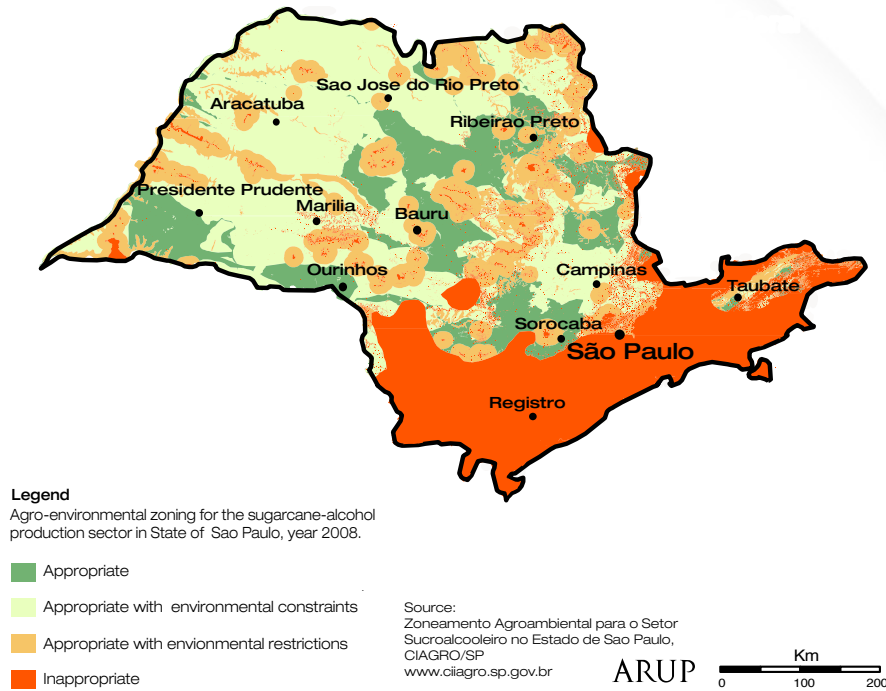 Sao Jose do Rio Preto
Aracatuba
Ribeirao Preto
Presidente Prudente
Marilia
Bauru
Ourinhos
Campinas
Taubate
Sorocaba
São Paulo
Registro
Legend
Agro-environmental zoning for the sugarcane-alcohol
production sector in State of Sao Paulo, year 2008.
Appropriate
Appropriate with environmental constraints
Appropriate with envionmental restrictions
Inappropriate
Source:
Zoneamento Agroambiental para o Setor
Sucroalcooleiro no Estado de Sao Paulo,
CIAGRO/SP
www.ciiagro.sp.gov.br
ARUP
Km
0 100 200